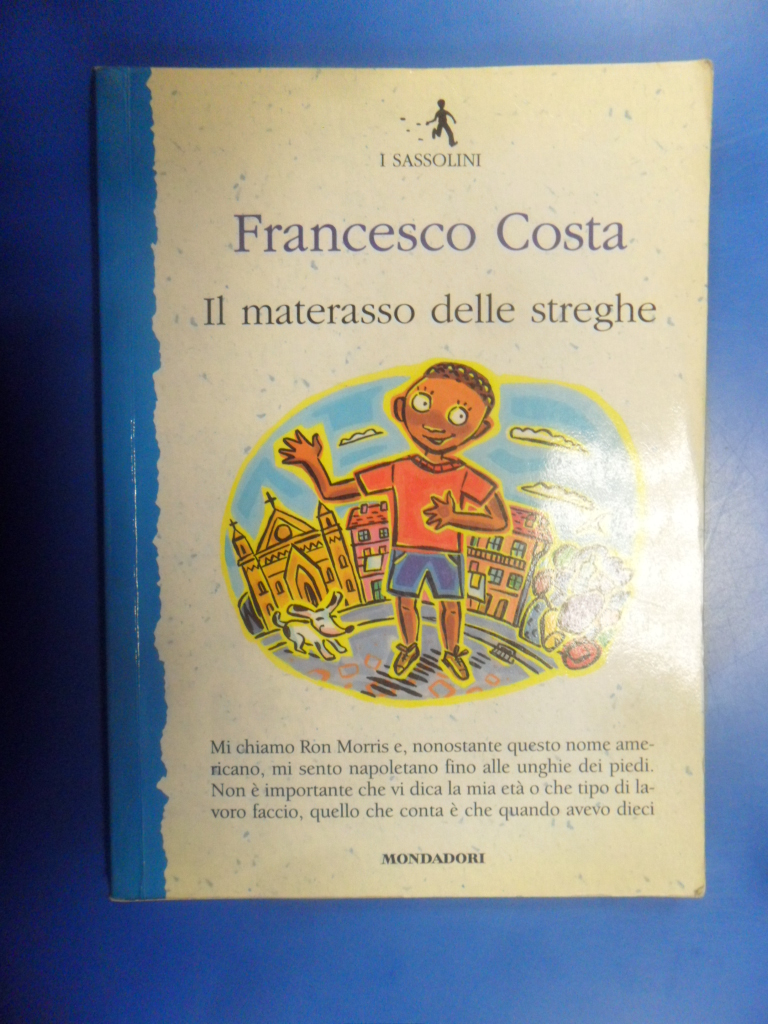 I SASSOLINI
Francesco Costa
Il materasso delle streghe
Mi chiamo Ron Morris e, nonostante questo nome ame-
ricano, mi sento napoletano fino alle unghie dei piedi.
Non è importante che vi dica la mia età o che tipo di la-
voro faccio, quello che conta è che quando avevo dieci
MONDADORI